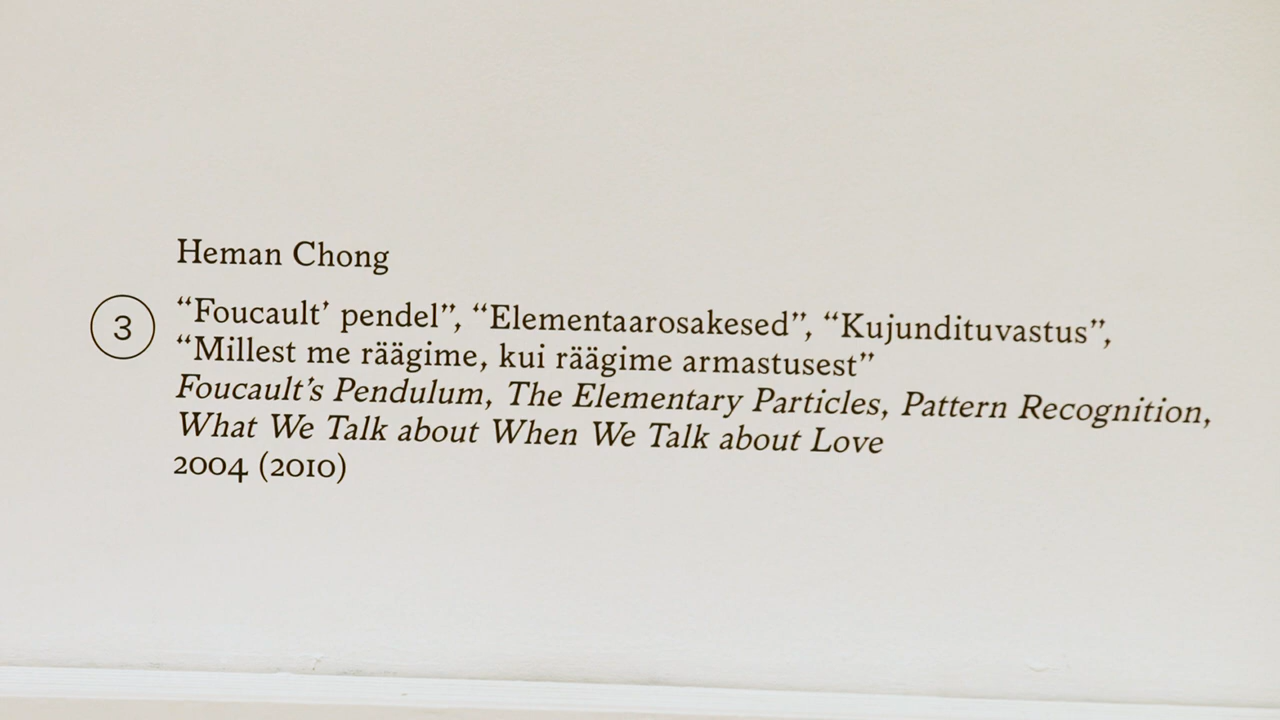 Heman Chong
3
“Foucault’ pendel”, “Elementaarosakesed”, “Kujundituvastus”,
“Millest me räägime, kui räägime armastusest”
Foucault’s Pendulum, The Elementary Particles, Pattern Recognition,
What We Talk about When We Talk about Love
2004 (2010)